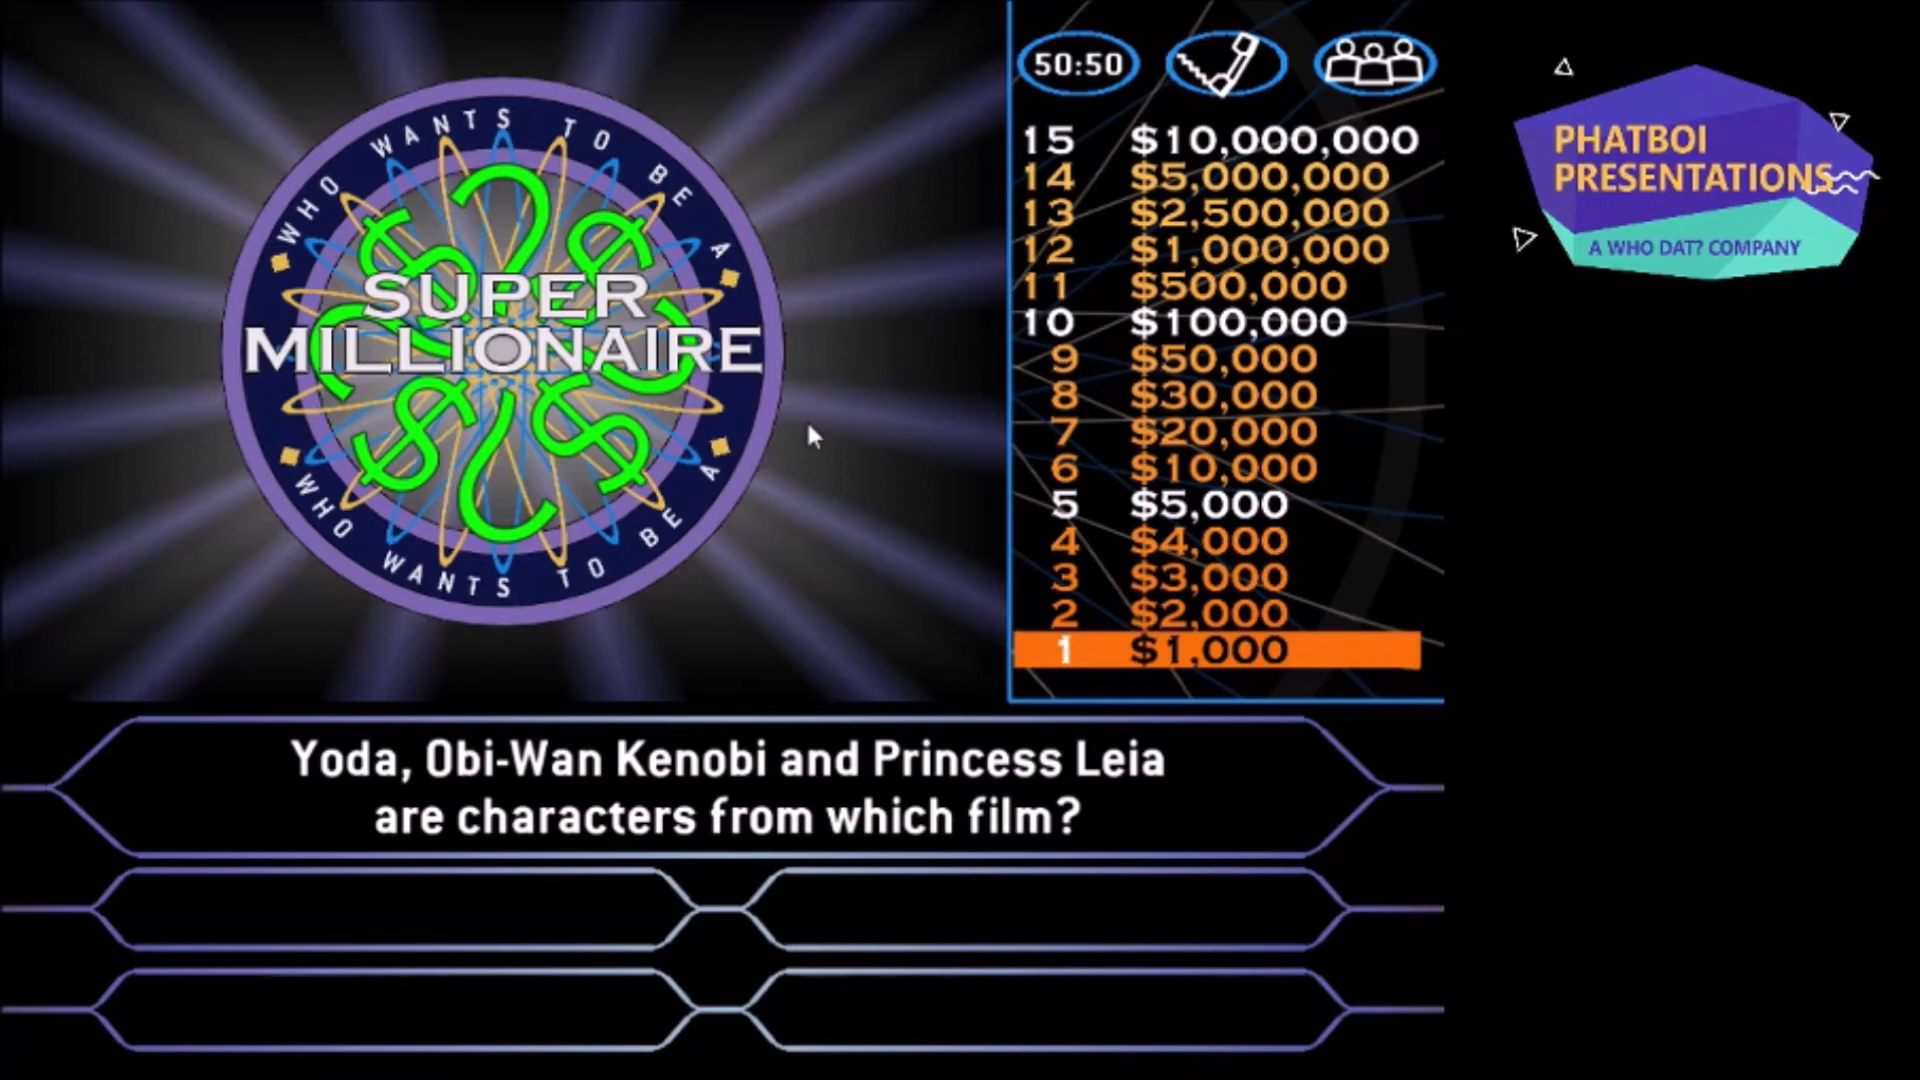 WHO WANTS TO BE A
SUPER
MILLIONAIRE
WHO WANTS TO BE A
50:50
15 $10,000,000
14 $5,000,000
13 $2,500,000
12 $1,000,000
11 $500,000
10 $100,000
9 $50,000
8 $30,000
7 $20,000
6 $10,000
5 $5,000
4 $4,000
3 $3,000
2 $2,000
1 $1,000
PHATBOI
PRESENTATIONS
A WHO DAT? COMPANY
Yoda, Obi-Wan Kenobi and Princess Leia
are characters from which film?